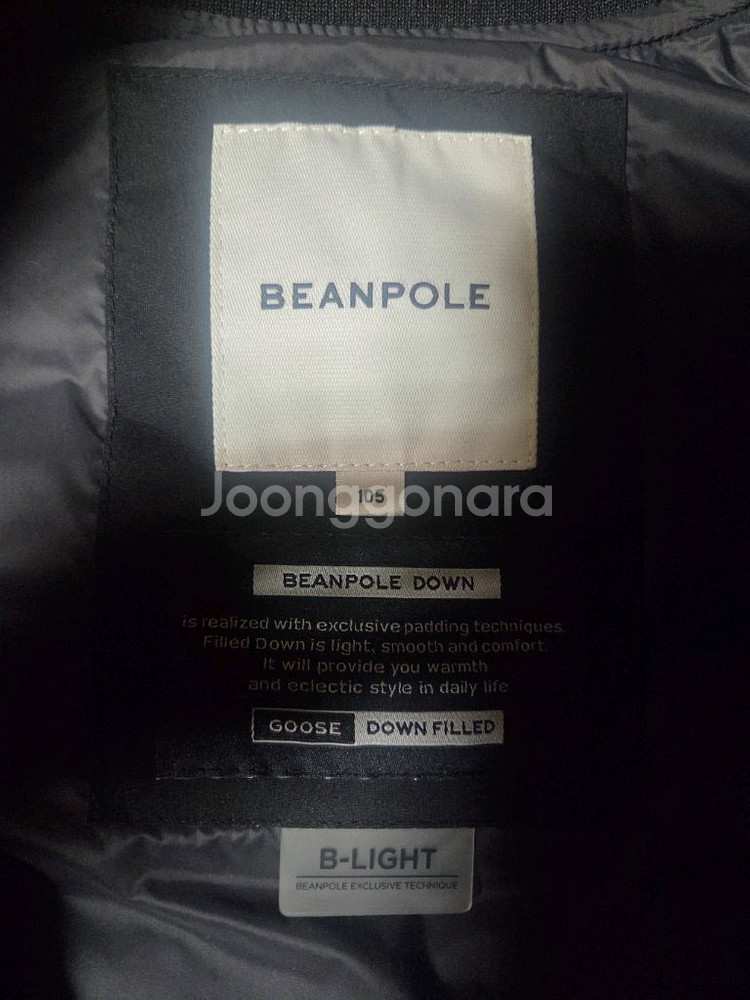 BEANPOLE
105
Joonggonara
BEANPOLE DOWN
is realized with exclusive padding techniques.
Filled Down is light, smooth and comfort.
It will provide you warmth
and eclectic style in daily life
GOOSE DOWN FILLED
B-LIGHT
BEANPOLE EXCLUSIVE TECHNIQUE